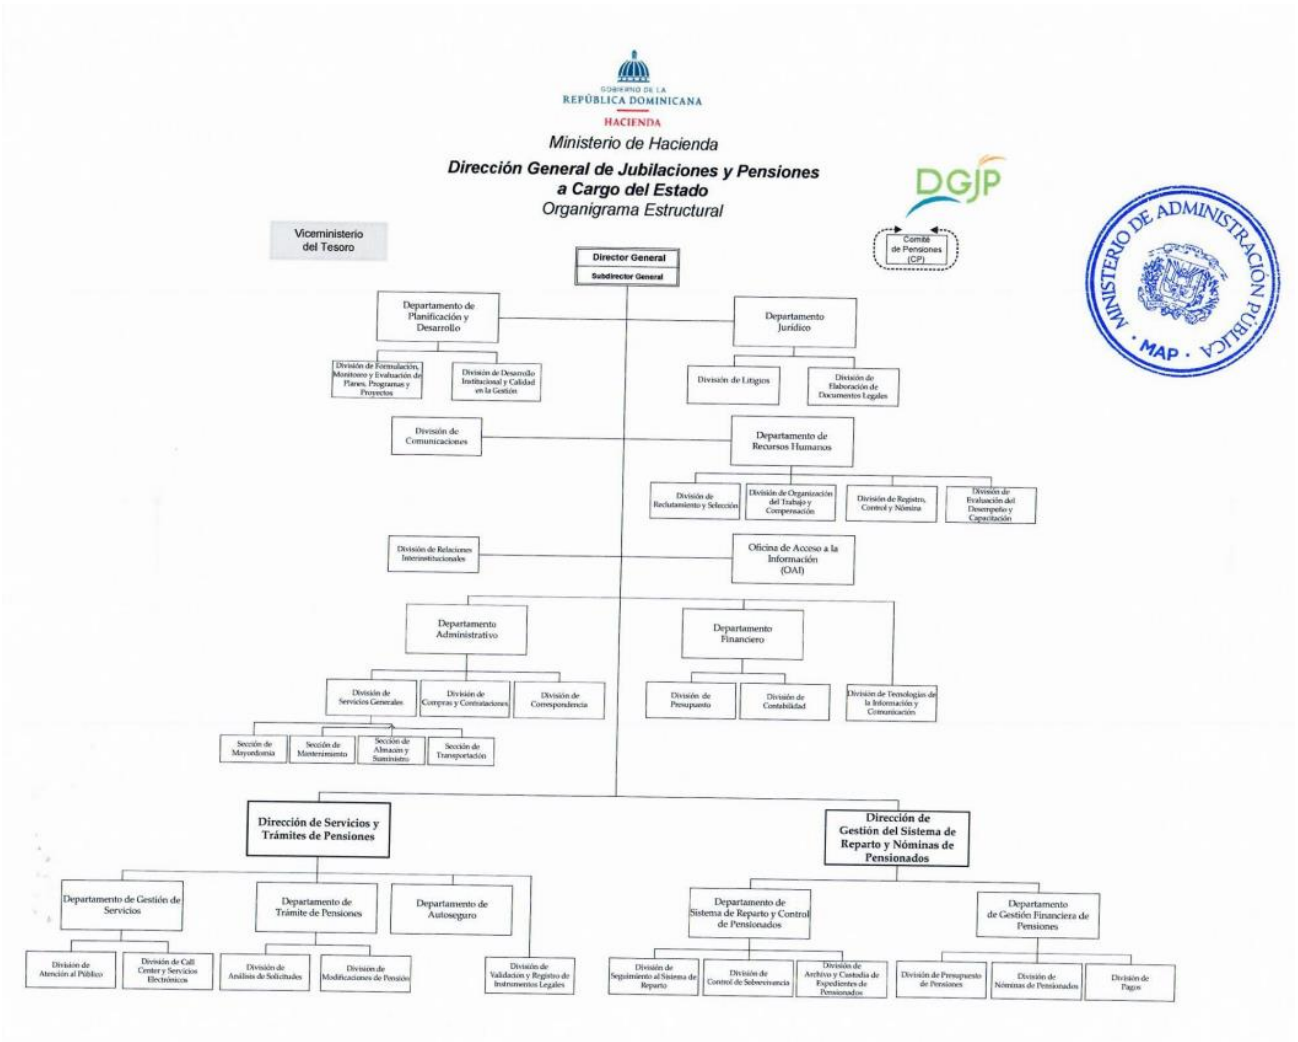 GOBIERNO DE LA
REPÚBLICA DOMINICANA
HACIENDA
Ministerio de Hacienda
Dirección General de Jubilaciones y Pensiones
a Cargo del Estado
Organigrama Estructural
DGJP
MINISTERIO DE ADMINISTRACIÓN PÚBLICA
· MAP ·
Viceministerio
del Tesoro
Comité
de Pensiones
(CP)
Director General
Subdirector General
Departamento de
Planificación y
Desarrollo
Departamento
Jurídico
División de Formulación,
Monitoreo y Evaluación de
Planes, Programas y
Proyectos
División de Desarrollo
Institucional y Calidad
en la Gestión
División de Litigios
División de
Elaboración de
Documentos Legales
División de
Comunicaciones
Departamento de
Recursos Humanos
División de
Reclutamiento y Selección
División de Organización
del Trabajo y
Compensación
División de Registro,
Control y Nómina
División de
Evaluación del
Desempeño y
Capacitación
División de Relaciones
Interinstitucionales
Oficina de Acceso a la
Información
(OAI)
Departamento
Administrativo
Departamento
Financiero
División de
Servicios Generales
División de
Compras y Contrataciones
División de
Correspondencia
División de
Presupuesto
División de
Contabilidad
División de Tecnologías de
la Información y
Comunicación
Sección de
Mayordomía
Sección de
Mantenimiento
Sección de
Almacén y
Suministro
Sección de
Transportación
Dirección de Servicios y
Trámites de Pensiones
Dirección de
Gestión del Sistema de
Reparto y Nóminas de
Pensionados
Departamento de Gestión de
Servicios
Departamento de
Trámite de Pensiones
Departamento de
Autoseguro
Departamento de
Sistema de Reparto y Control
de Pensionados
Departamento
de Gestión Financiera de
Pensiones
División de
Atención al Público
División de Call
Center y Servicios
Electrónicos
División de
Análisis de Solicitudes
División de
Modificaciones de Pensión
División de
Validación y Registro de
Instrumentos Legales
División de
Seguimiento al Sistema de
Reparto
División de
Control de Sobrevivencia
División de
Archivo y Custodia de
Expedientes de
Pensionados
División de Presupuesto
de Pensiones
División de
Nóminas de Pensionados
División de
Pagos